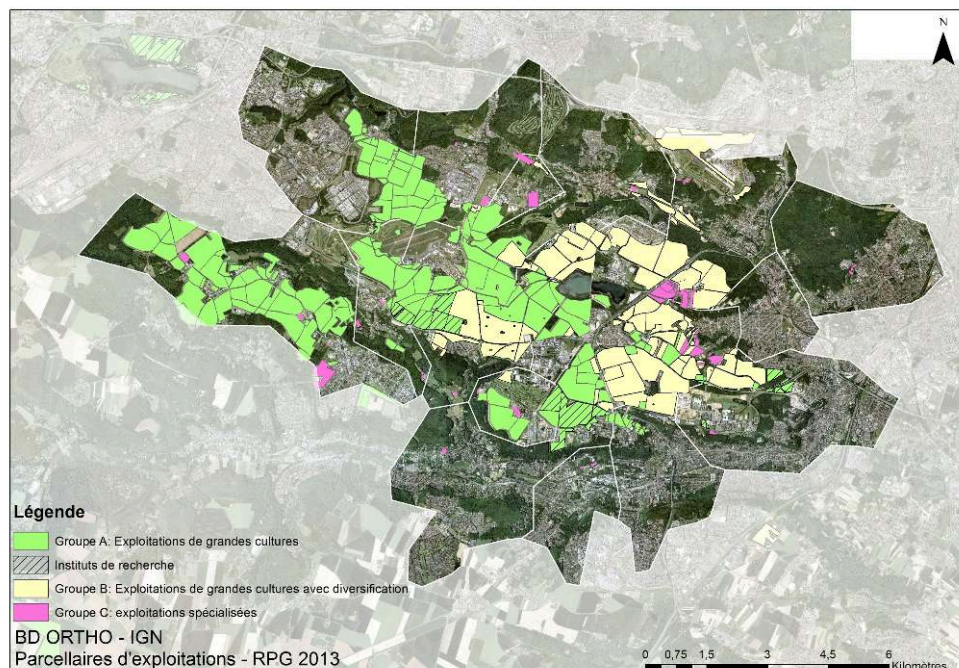 N
Légende
Groupe A: Exploitations de grandes cultures
Instituts de recherche
Groupe B: Exploitations de grandes cultures avec diversification
Groupe C: exploitations spécialisées
BD ORTHO - IGN
Parcellaires d'exploitations - RPG 2013
0 0,75 1,5 3 4,5 6
Kilomètres